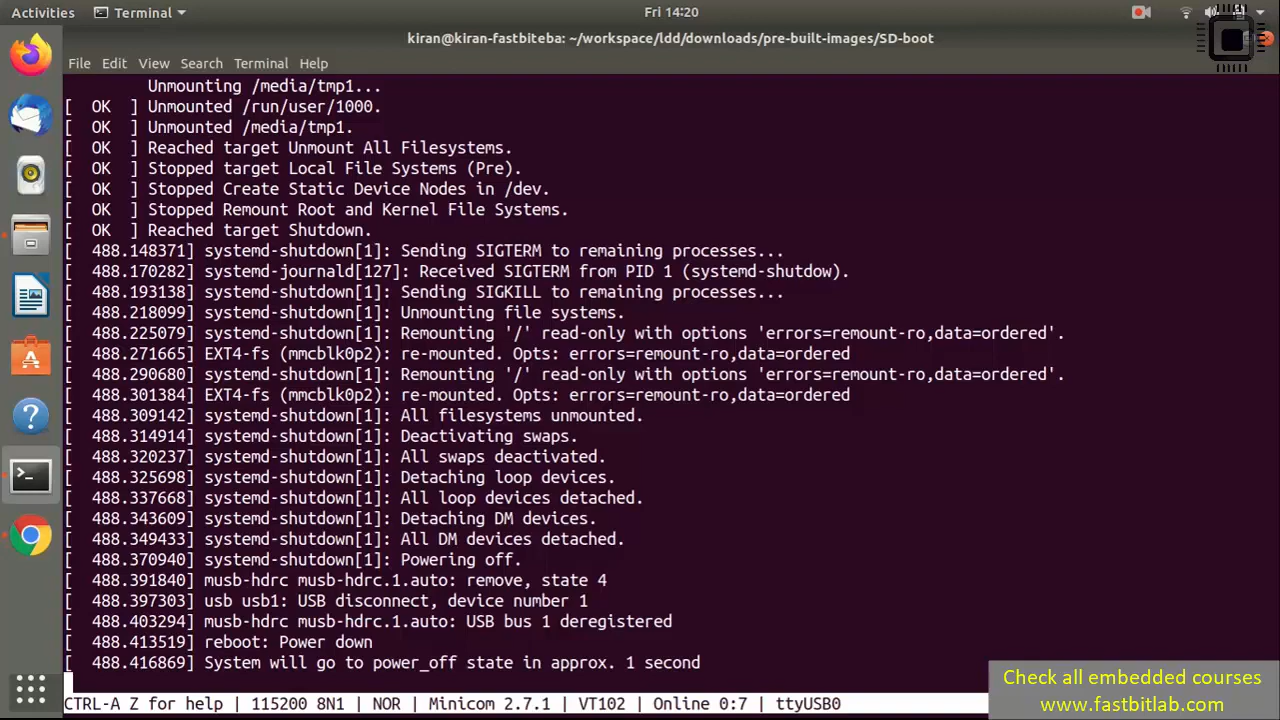 Activities Terminal Fri 14:20
kiran@kiran-fastbiteba: ~/workspace/ldd/downloads/pre-built-images/SD-boot
File Edit View Search Terminal Help
Unmounting /media/tmp1...
[ OK ] Unmounted /run/user/1000.
[ OK ] Unmounted /media/tmp1.
[ OK ] Reached target Unmount All Filesystems.
[ OK ] Stopped target Local File Systems (Pre).
[ OK ] Stopped Create Static Device Nodes in /dev.
[ OK ] Stopped Remount Root and Kernel File Systems.
[ OK ] Reached target Shutdown.
[ 488.148371] systemd-shutdown[1]: Sending SIGTERM to remaining processes...
[ 488.170282] systemd-journald[127]: Received SIGTERM from PID 1 (systemd-shutdow).
[ 488.193138] systemd-shutdown[1]: Sending SIGKILL to remaining processes...
[ 488.218099] systemd-shutdown[1]: Unmounting file systems.
[ 488.225079] systemd-shutdown[1]: Remounting '/' read-only with options 'errors=remount-ro,data=ordered'.
[ 488.271665] EXT4-fs (mmcblk0p2): re-mounted. Opts: errors=remount-ro,data=ordered
[ 488.290680] systemd-shutdown[1]: Remounting '/' read-only with options 'errors=remount-ro,data=ordered'.
[ 488.301384] EXT4-fs (mmcblk0p2): re-mounted. Opts: errors=remount-ro,data=ordered
[ 488.309142] systemd-shutdown[1]: All filesystems unmounted.
[ 488.314914] systemd-shutdown[1]: Deactivating swaps.
[ 488.320237] systemd-shutdown[1]: All swaps deactivated.
[ 488.325698] systemd-shutdown[1]: Detaching loop devices.
[ 488.337668] systemd-shutdown[1]: All loop devices detached.
[ 488.343609] systemd-shutdown[1]: Detaching DM devices.
[ 488.349433] systemd-shutdown[1]: All DM devices detached.
[ 488.370940] systemd-shutdown[1]: Powering off.
[ 488.391840] musb-hdrc musb-hdrc.1.auto: remove, state 4
[ 488.397303] usb usb1: USB disconnect, device number 1
[ 488.403294] musb-hdrc musb-hdrc.1.auto: USB bus 1 deregistered
[ 488.413519] reboot: Power down
[ 488.416869] System will go to power_off state in approx. 1 second
CTRL-A Z for help | 115200 8N1 | NOR | Minicom 2.7.1 | VT102 | Online 0:7 | ttyUSB0
Check all embedded courses
www.fastbitlab.com